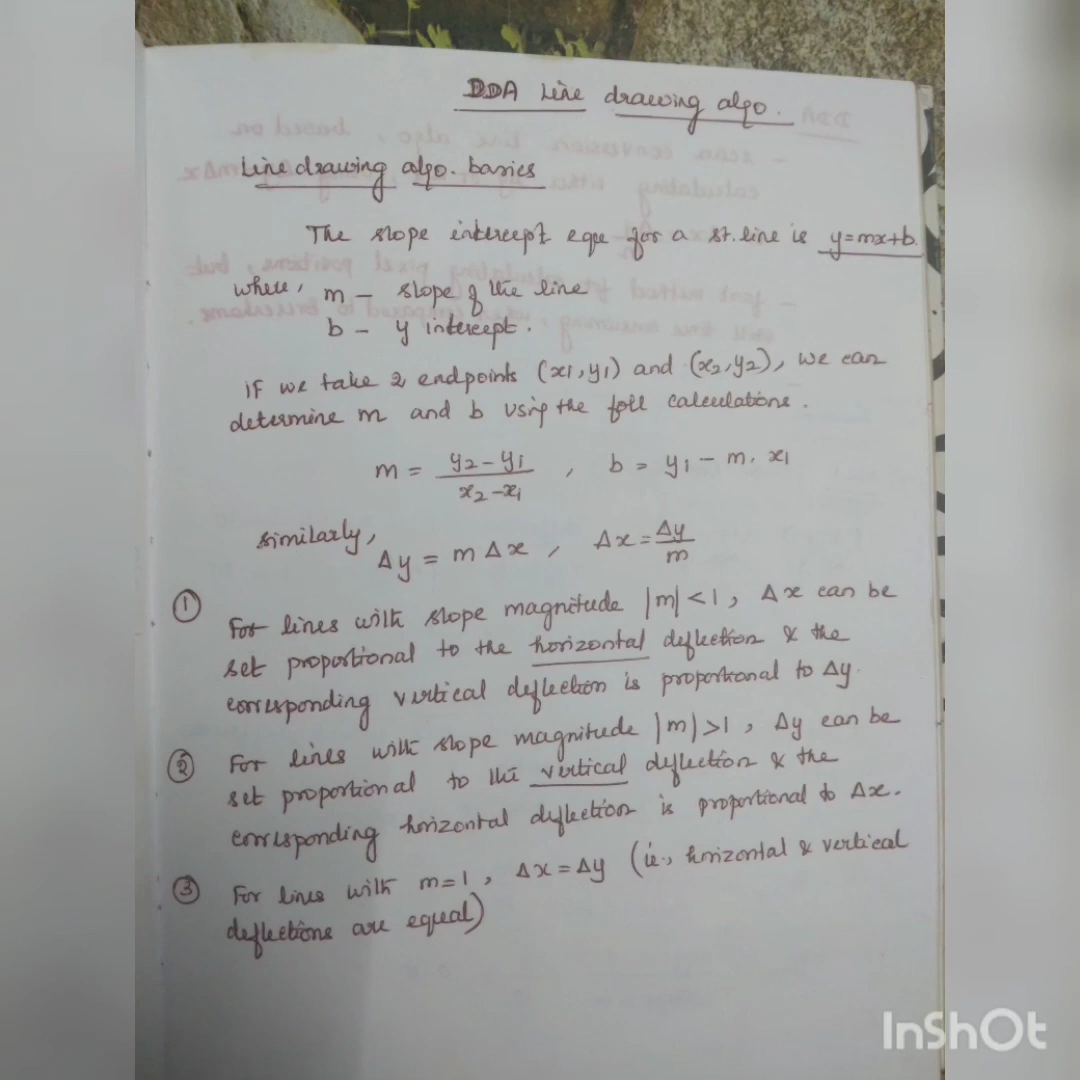 DDA Line drawing algo.
Line drawing algo. basics
The slope intercept eqn for a st. line is y=mx+b.
where, m – slope of the line
b – y intercept.
if we take 2 endpoints (x1,y1) and (x2,y2), we can
determine m and b using the foll calculations.
m = y2-y1 / x2-x1 , b = y1 - m. x1
similarly, Δy = m Δx , Δx = Δy / m
① For lines with slope magnitude |m|<1, Δx can be
set proportional to the horizontal deflection & the
corresponding vertical deflection is proportional to Δy.
② For lines with slope magnitude |m|>1, Δy can be
set proportional to the vertical deflection & the
corresponding horizontal deflection is proportional to Δx.
③ For lines with m=1, Δx = Δy (ie., horizontal & vertical
deflections are equal)
InShOt